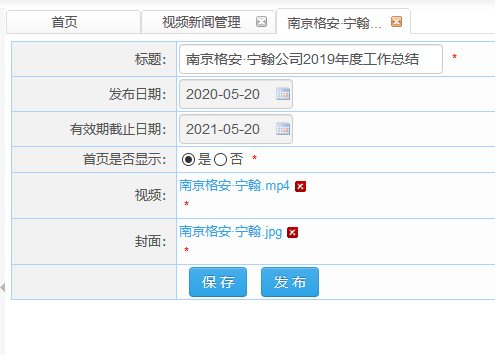 首页 视频新闻管理 南京格安·宁翰...
标题： 南京格安·宁翰公司2019年度工作总结 *
发布日期： 2020-05-20
有效期截止日期： 2021-05-20
首页是否显示： 是 否 *
视频： 南京格安·宁翰.mp4
*
封面： 南京格安·宁翰.jpg
*
保存 发布